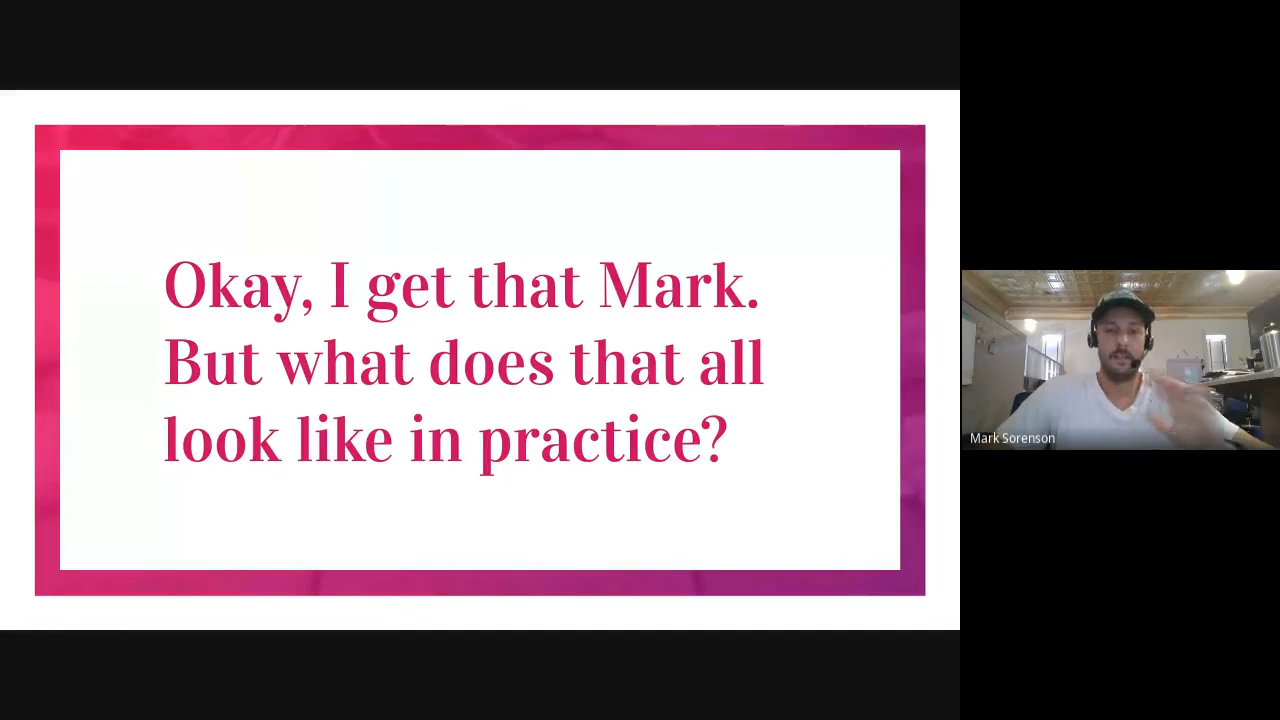 Okay, I get that Mark.
But what does that all
look like in practice?
Mark Sorenson